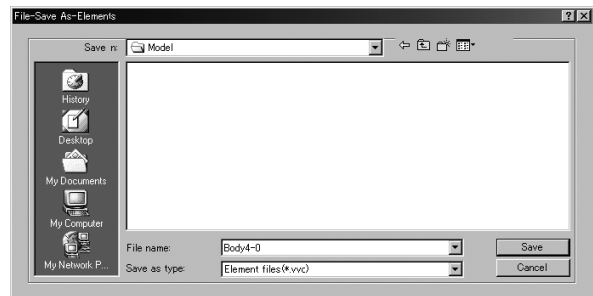 File-Save As-Elements
Save n:
Model
History
Desktop
My Documents
My Computer
My Network P...
File name:
Body4-0
Save
Save as type:
Element files(*.vvc)
Cancel